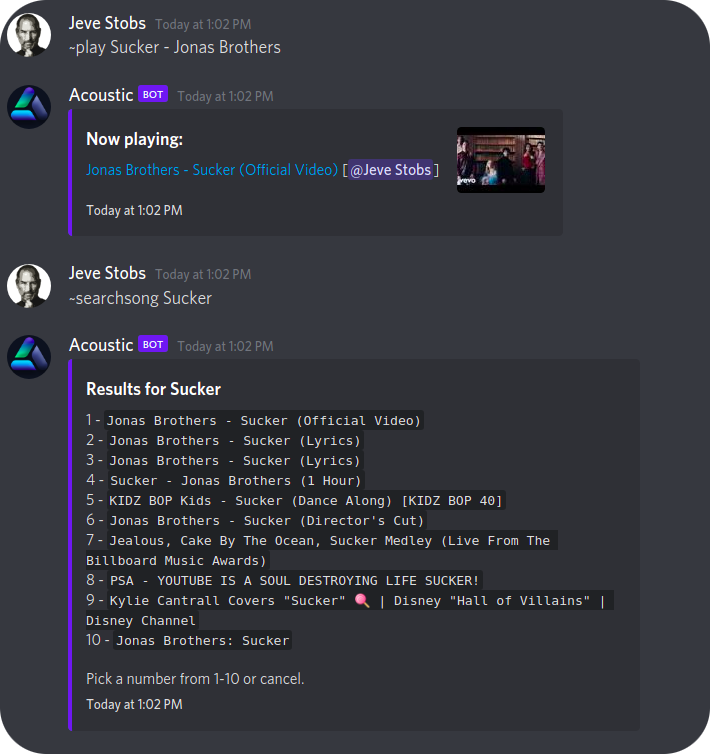 Jeve Stobs Today at 1:02 PM
~play Sucker - Jonas Brothers
Acoustic BOT Today at 1:02 PM
Now playing:
Jonas Brothers - Sucker (Official Video) [@Jeve Stobs]
vevo
Today at 1:02 PM
Jeve Stobs Today at 1:02 PM
~searchsong Sucker
Acoustic BOT Today at 1:02 PM
Results for Sucker
1 - Jonas Brothers - Sucker (Official Video)
2 - Jonas Brothers - Sucker (Lyrics)
3 - Jonas Brothers - Sucker (Lyrics)
4 - Sucker - Jonas Brothers (1 Hour)
5 - KIDZ BOP Kids - Sucker (Dance Along) [KIDZ BOP 40]
6 - Jonas Brothers - Sucker (Director's Cut)
7 - Jealous, Cake By The Ocean, Sucker Medley (Live From The
Billboard Music Awards)
8 - PSA - YOUTUBE IS A SOUL DESTROYING LIFE SUCKER!
9 - Kylie Cantrall Covers "Sucker" 🍭 | Disney "Hall of Villains" |
Disney Channel
10 - Jonas Brothers: Sucker
Pick a number from 1-10 or cancel.
Today at 1:02 PM